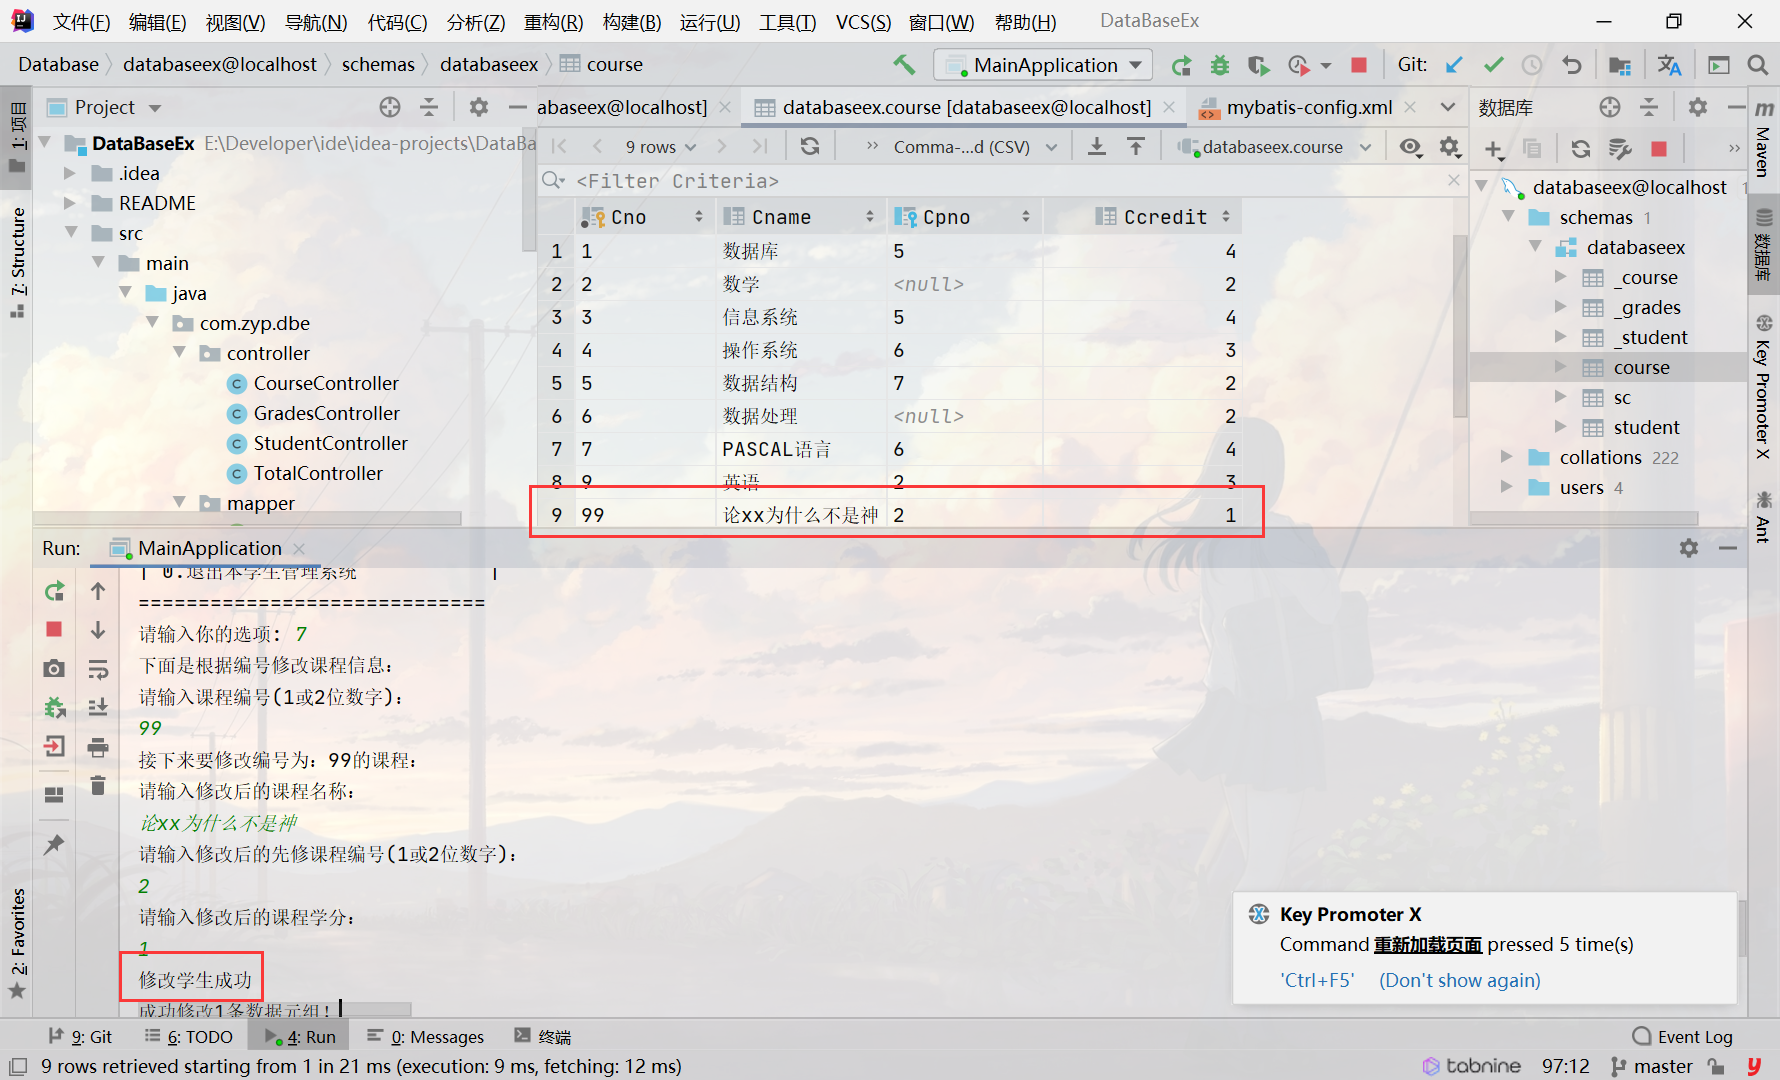 文件(F) 编辑(E) 视图(V) 导航(N) 代码(C) 分析(Z) 重构(R) 构建(B) 运行(U) 工具(T) VCS(S) 窗口(W) 帮助(H) DataBaseEx
Database databaseex@localhost schemas databaseex course MainApplication Git:
1: 项目
7: Structure
2: Favorites
Project
DataBaseEx E:\Developer\ide\idea-projects\DataBa
.idea
README
src
main
java
com.zyp.dbe
controller
CourseController
GradesController
StudentController
TotalController
mapper
abaseex@localhost] databaseex.course [databaseex@localhost] mybatis-config.xml
9 rows Comma-...d (CSV) databaseex.course
<Filter Criteria>
Cno Cname Cpno Ccredit
1 1 数据库 5 4
2 2 数学 <null> 2
3 3 信息系统 5 4
4 4 操作系统 6 3
5 5 数据结构 7 2
6 6 数据处理 <null> 2
7 7 PASCAL语言 6 4
8 9 英语 2 3
9 99 论xx为什么不是神 2 1
数据库
databaseex@localhost 1
schemas 1
databaseex
_course
_grades
_student
course
sc
student
collations 222
users 4
m Maven
数据库
Key Promoter X
Ant
Run: MainApplication
| 0.退出本学生管理系统 |
=============================
请输入你的选项: 7
下面是根据编号修改课程信息:
请输入课程编号(1或2位数字):
99
接下来要修改编号为: 99的课程:
请输入修改后的课程名称:
论xx为什么不是神
请输入修改后的先修课程编号(1或2位数字):
2
请输入修改后的课程学分:
1
修改学生成功
成功修改1条数据元组!
Key Promoter X
Command 重新加载页面 pressed 5 time(s)
'Ctrl+F5' (Don't show again)
9: Git 6: TODO 4: Run 0: Messages 终端 Event Log
9 rows retrieved starting from 1 in 21 ms (execution: 9 ms, fetching: 12 ms) tabnine 97:12 master